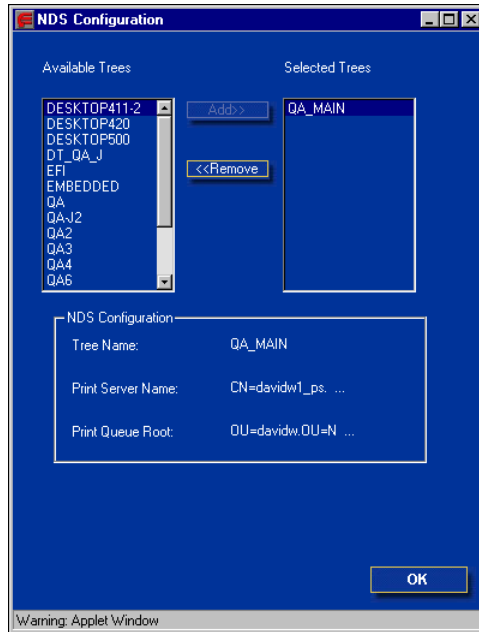 NDS Configuration
Available Trees
Selected Trees
DESKTOP411-2
DESKTOP420
DESKTOP500
DT_QA_J
EFI
EMBEDDED
QA
QA-J2
QA2
QA3
QA4
QA6
Add>>
<<Remove
QA_MAIN
NDS Configuration
Tree Name: QA_MAIN
Print Server Name: CN=davidw1_ps. ...
Print Queue Root: OU=davidw.OU=N ...
OK
Warning: Applet Window